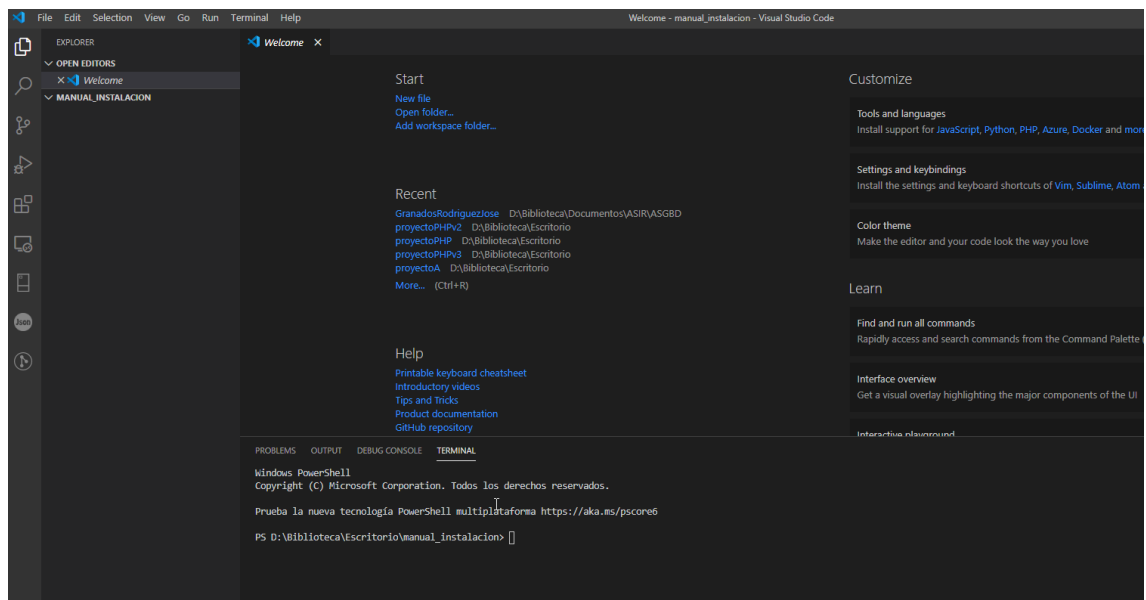 File Edit Selection View Go Run Terminal Help
Welcome - manual_instalacion - Visual Studio Code
EXPLORER
OPEN EDITORS
Welcome
MANUAL_INSTALACION
Json
Welcome
Start
New file
Open folder...
Add workspace folder...
Recent
GranadosRodriguezJose D:\Biblioteca\Documentos\ASIR\ASGBD
proyectoPHPv2 D:\Biblioteca\Escritorio
proyectoPHP D:\Biblioteca\Escritorio
proyectoPHPv3 D:\Biblioteca\Escritorio
proyectoA D:\Biblioteca\Escritorio
More... (Ctrl+R)
Help
Printable keyboard cheatsheet
Introductory videos
Tips and Tricks
Product documentation
GitHub repository
Customize
Tools and languages
Install support for JavaScript, Python, PHP, Azure, Docker and more
Settings and keybindings
Install the settings and keyboard shortcuts of Vim, Sublime, Atom
Color theme
Make the editor and your code look the way you love
Learn
Find and run all commands
Rapidly access and search commands from the Command Palette (
Interface overview
Get a visual overlay highlighting the major components of the UI
Interactive playground
PROBLEMS OUTPUT DEBUG CONSOLE TERMINAL
Windows PowerShell
Copyright (C) Microsoft Corporation. Todos los derechos reservados.
Prueba la nueva tecnología PowerShell multiplataforma https://aka.ms/pscore6
PS D:\Biblioteca\Escritorio\manual_instalacion>